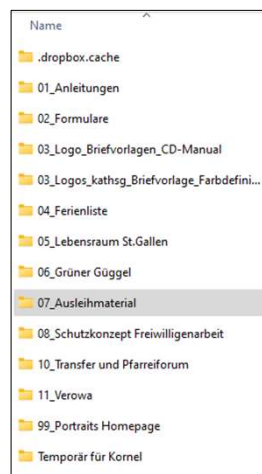 Name
.dropbox.cache
01_Anleitungen
02_Formulare
03_Logo_Briefvorlagen_CD-Manual
03_Logos_kathsg_Briefvorlage_Farbdefini...
04_Ferienliste
05_Lebensraum St.Gallen
06_Grüner Güggel
07_Ausleihmaterial
08_Schutzkonzept Freiwilligenarbeit
10_Transfer und Pfarreiforum
11_Verowa
99_Portraits Homepage
Temporär für Kornel